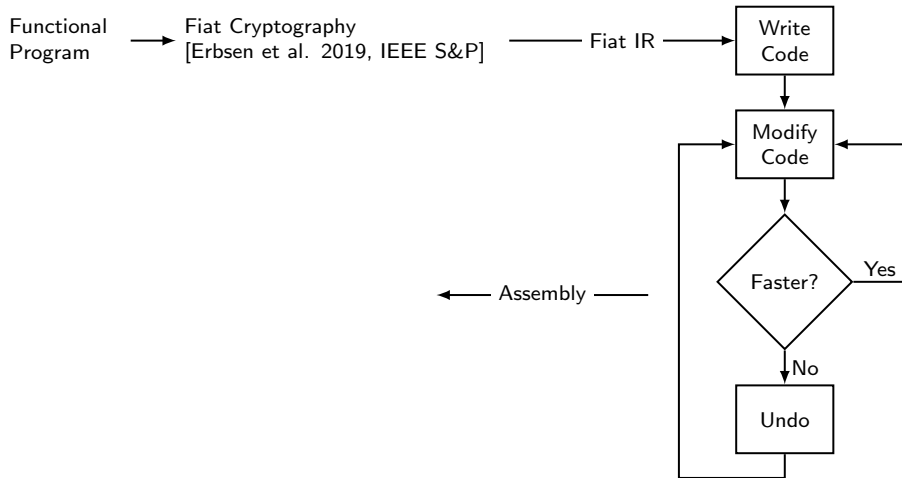 Functional
Program
Fiat Cryptography
[Erbsen et al. 2019, IEEE S&P]
Fiat IR
Write
Code
Modify
Code
Faster?
Yes
Assembly
No
Undo